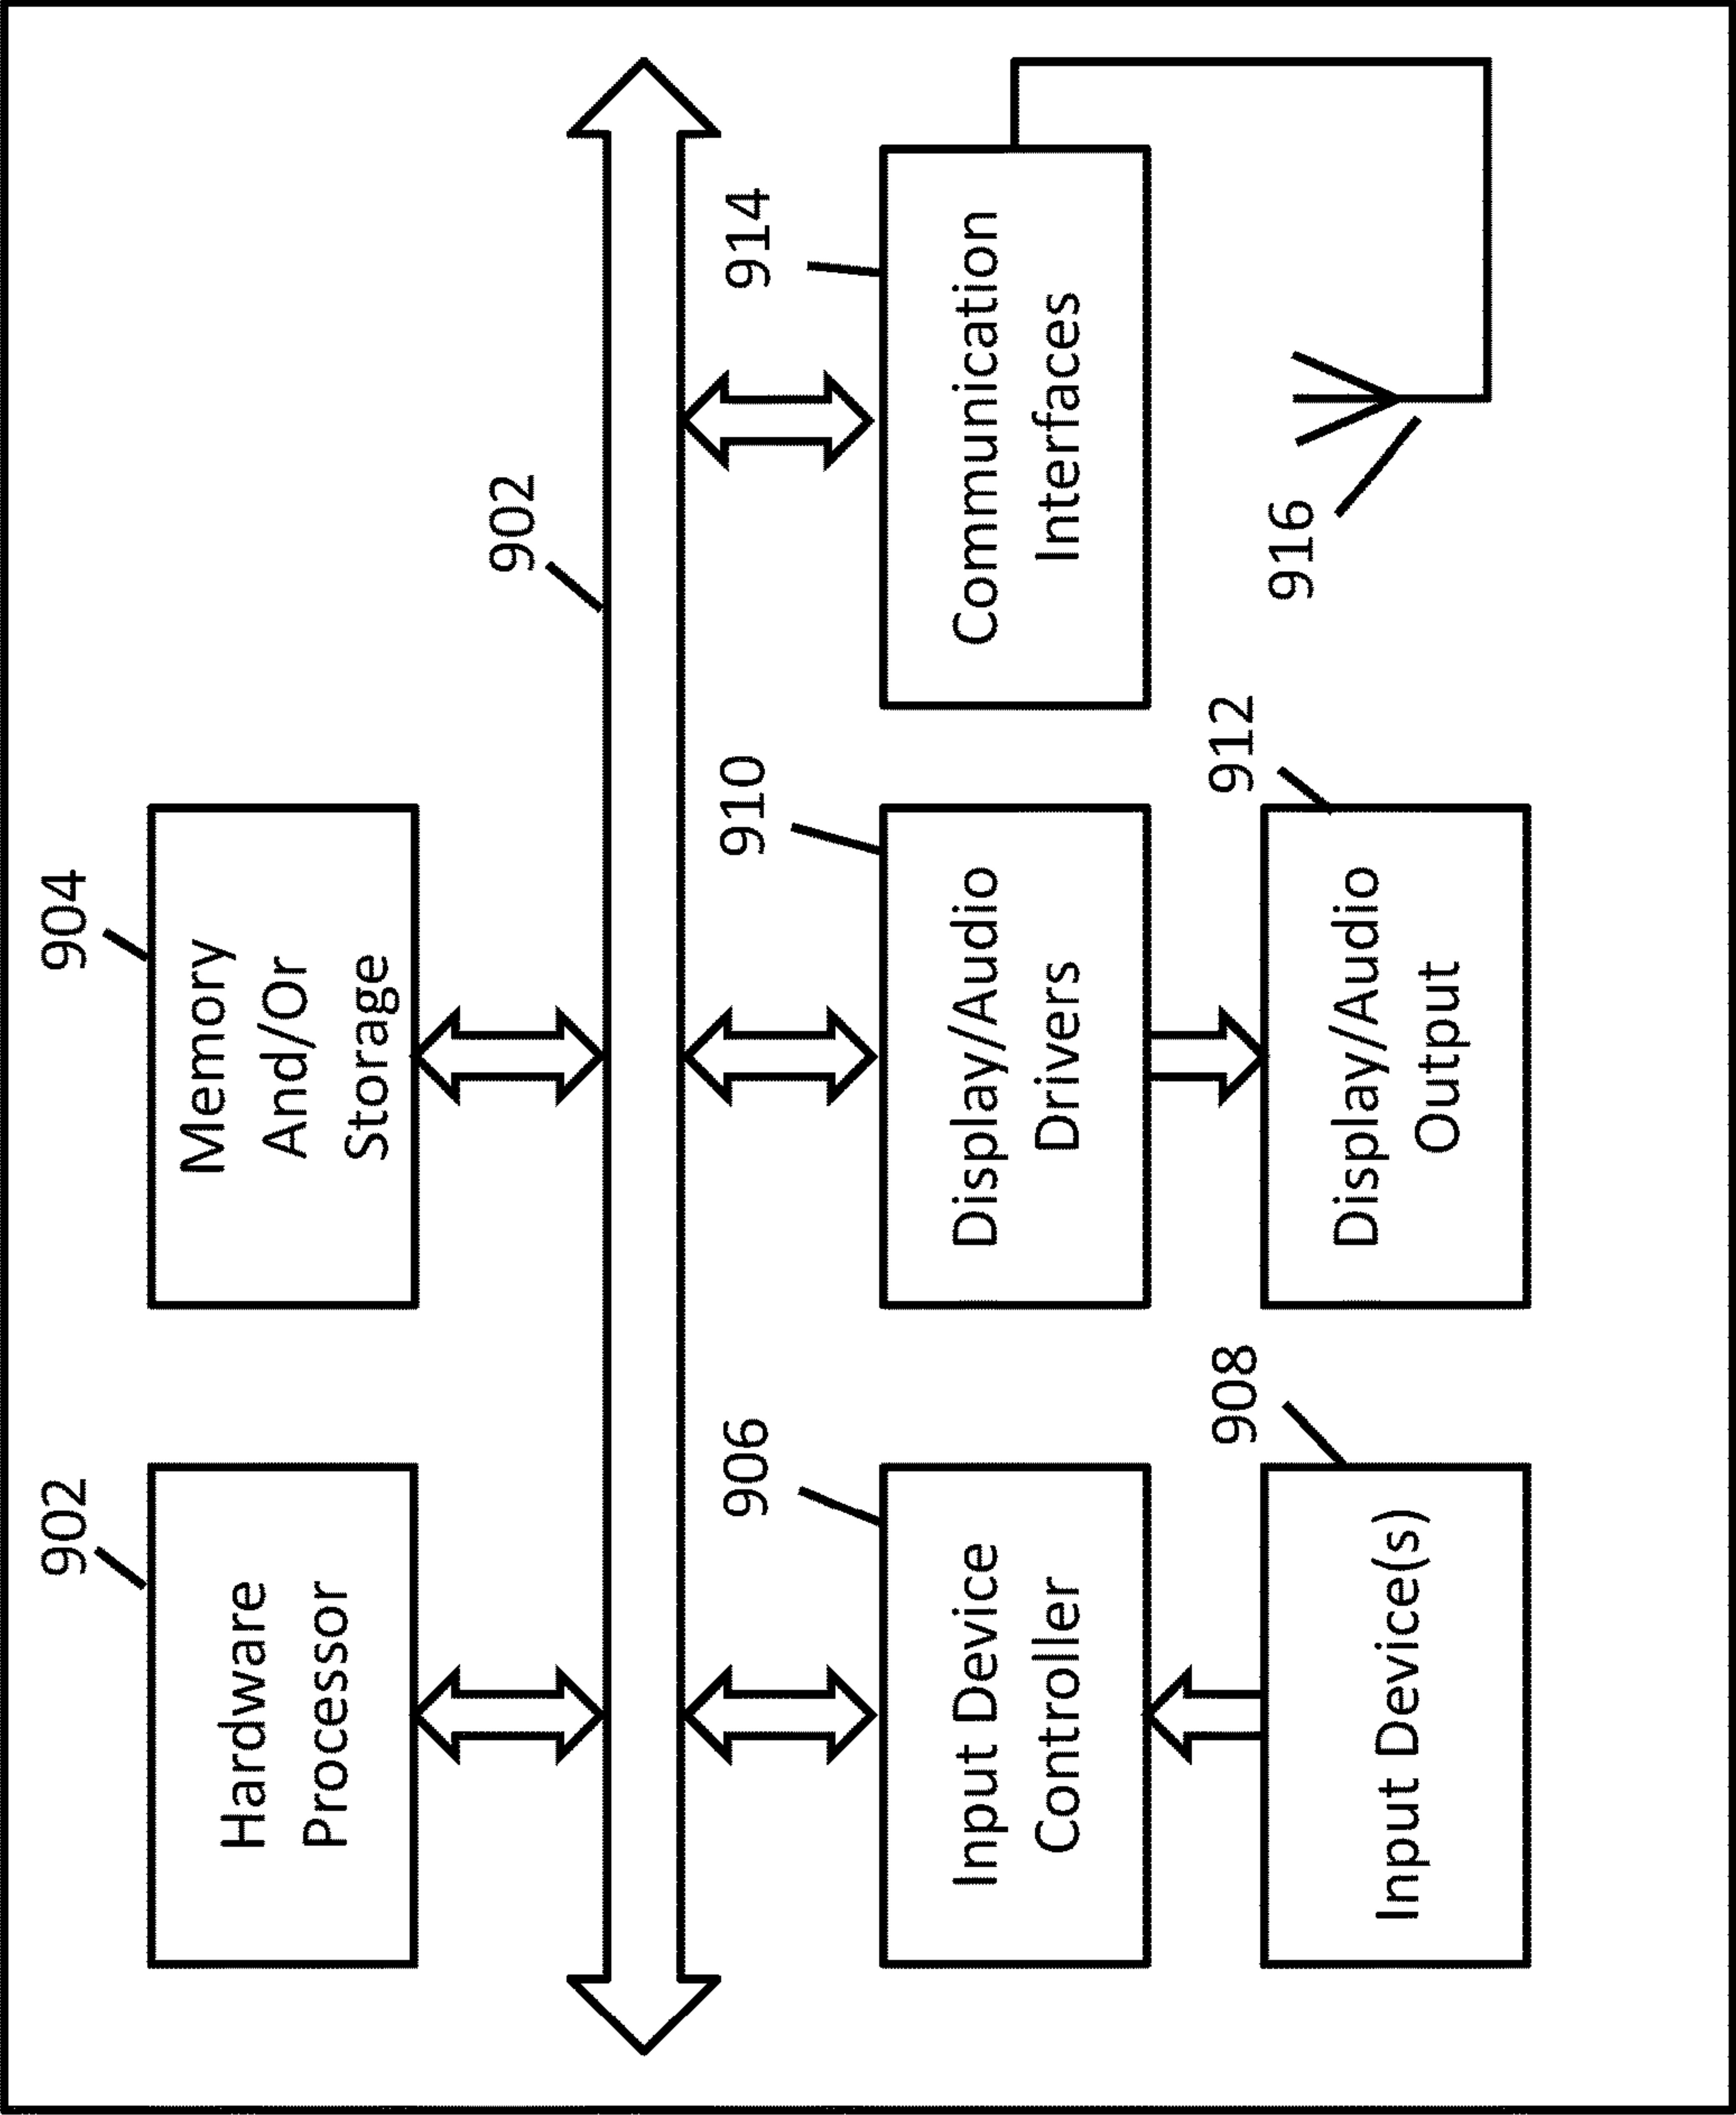 902
Hardware
Processor
904
Memory
And/Or
Storage
902
906
Input Device
Controller
910
Display/Audio
Drivers
914
Communication
Interfaces
908
Input Device(s)
912
Display/Audio
Output
916